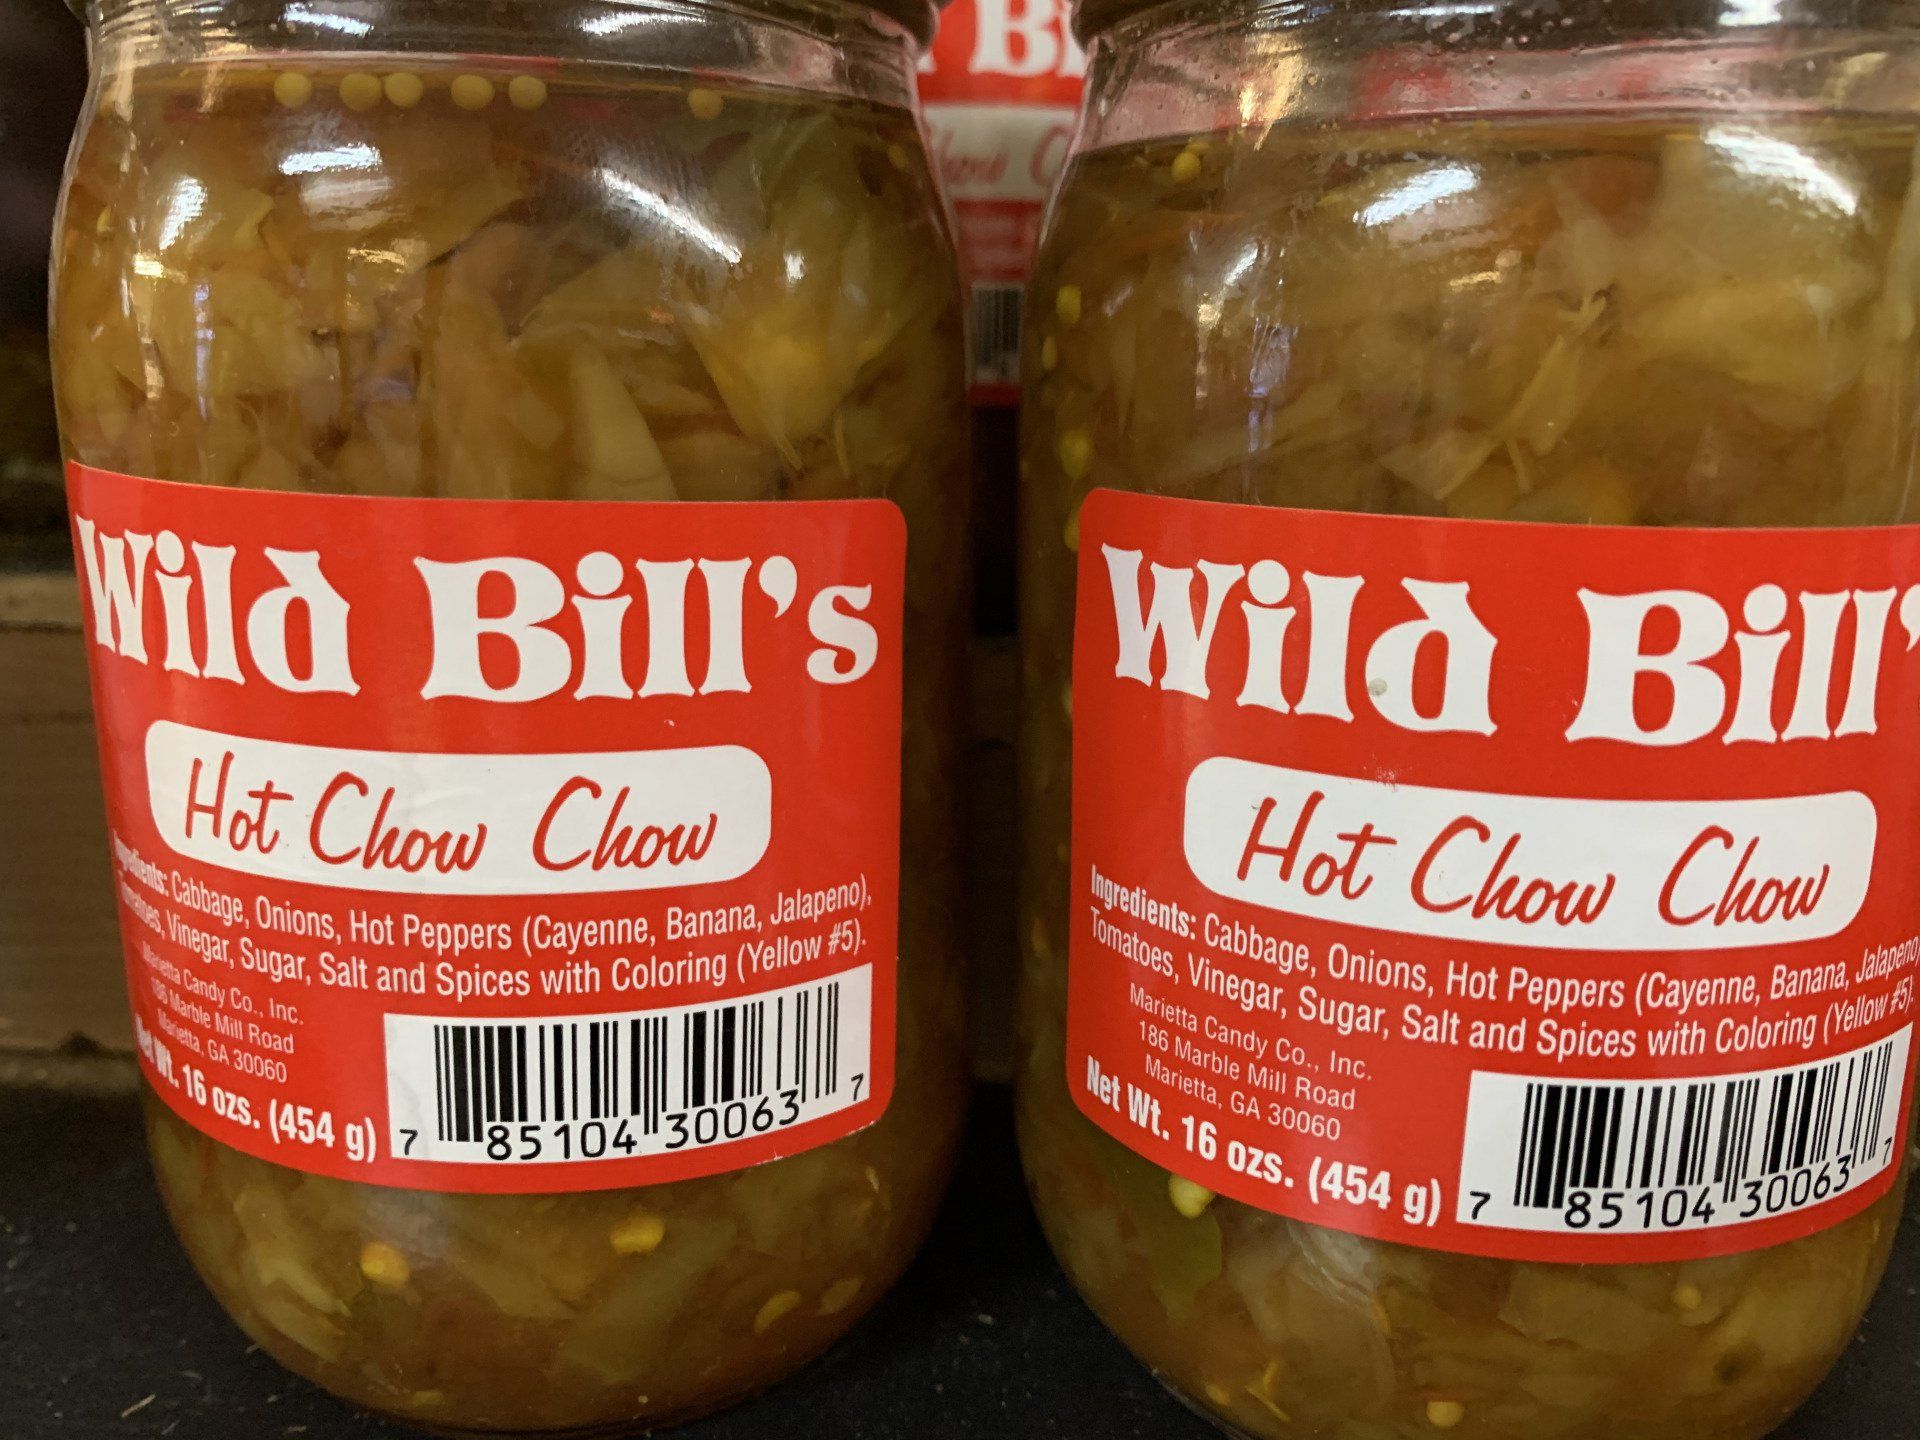 Bi
Chow C
Wild Bill's
Hot Chow Chow
Ingredients: Cabbage, Onions, Hot Peppers (Cayenne, Banana, Jalapeno),
Tomatoes, Vinegar, Sugar, Salt and Spices with Coloring (Yellow #5).
Marietta Candy Co., Inc.
186 Marble Mill Road
Marietta, GA 30060
Net Wt. 16 ozs. (454 g)
7 85104 30063 7
Wild Bill'
Hot Chow Chow
Ingredients: Cabbage, Onions, Hot Peppers (Cayenne, Banana, Jalapeno
Tomatoes, Vinegar, Sugar, Salt and Spices with Coloring (Yellow #5).
Marietta Candy Co., Inc.
186 Marble Mill Road
Marietta, GA 30060
Net Wt. 16 ozs. (454 g)
7 85104 30063 7